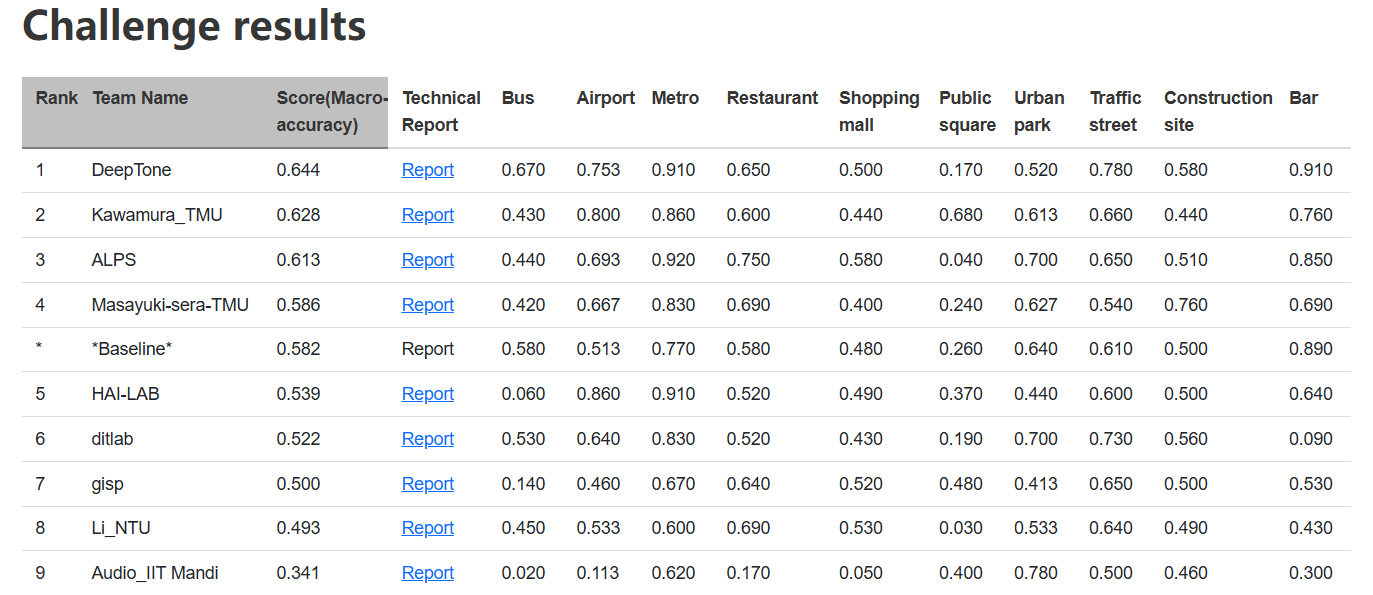 Challenge results
Rank Team Name Score(Macro-accuracy) Technical Report Bus Airport Metro Restaurant Shopping mall Public square Urban park Traffic street Construction site Bar
1 DeepTone 0.644 Report 0.670 0.753 0.910 0.650 0.500 0.170 0.520 0.780 0.580 0.910
2 Kawamura_TMU 0.628 Report 0.430 0.800 0.860 0.600 0.440 0.680 0.613 0.660 0.440 0.760
3 ALPS 0.613 Report 0.440 0.693 0.920 0.750 0.580 0.040 0.700 0.650 0.510 0.850
4 Masayuki-sera-TMU 0.586 Report 0.420 0.667 0.830 0.690 0.400 0.240 0.627 0.540 0.760 0.690
* *Baseline* 0.582 Report 0.580 0.513 0.770 0.580 0.480 0.260 0.640 0.610 0.500 0.890
5 HAI-LAB 0.539 Report 0.060 0.860 0.910 0.520 0.490 0.370 0.440 0.600 0.500 0.640
6 ditlab 0.522 Report 0.530 0.640 0.830 0.520 0.430 0.190 0.700 0.730 0.560 0.090
7 gisp 0.500 Report 0.140 0.460 0.670 0.640 0.520 0.480 0.413 0.650 0.500 0.530
8 Li_NTU 0.493 Report 0.450 0.533 0.600 0.690 0.530 0.030 0.533 0.640 0.490 0.430
9 Audio_IIT Mandi 0.341 Report 0.020 0.113 0.620 0.170 0.050 0.400 0.780 0.500 0.460 0.300